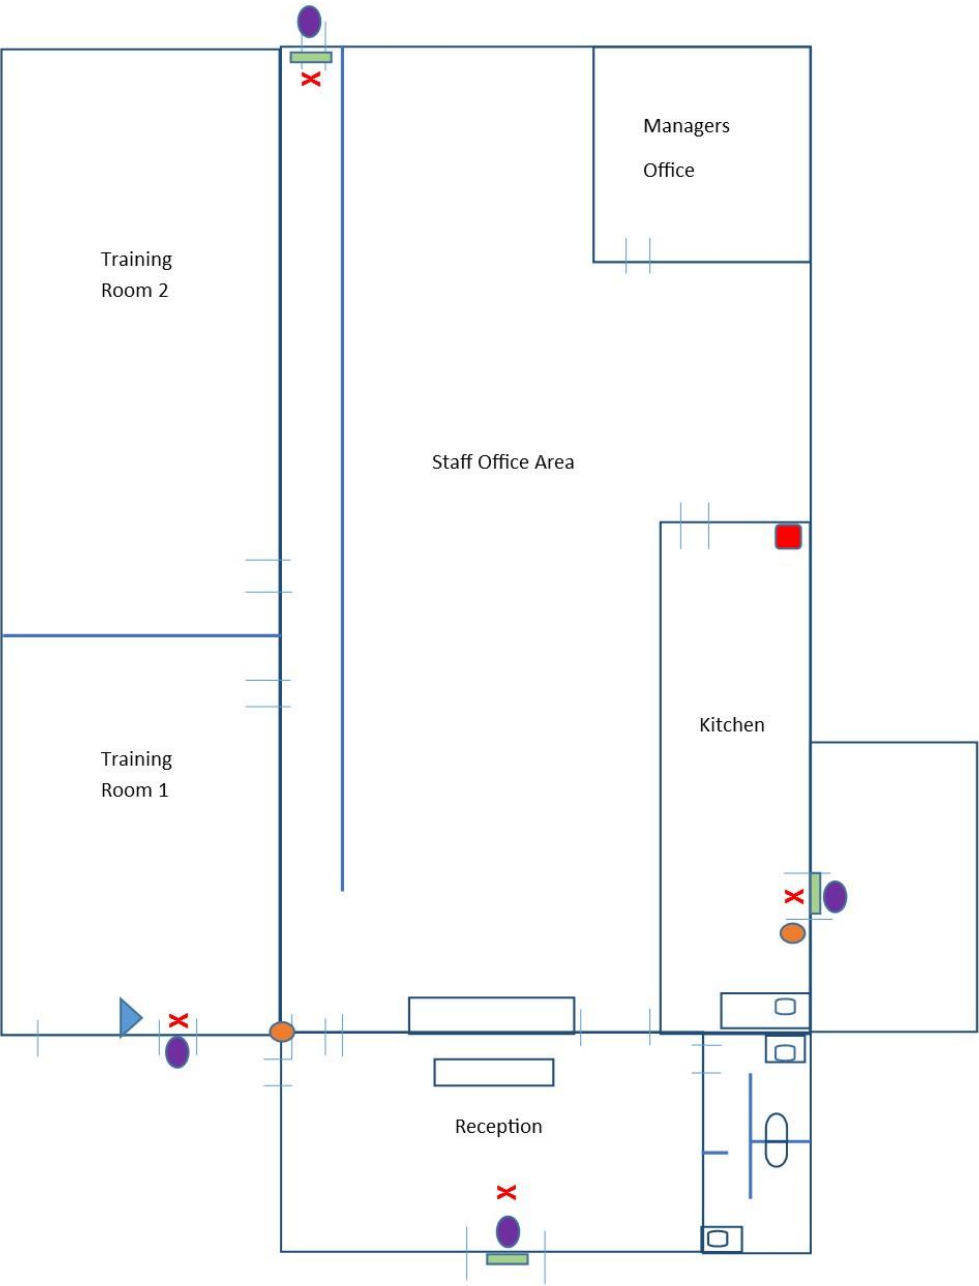 Managers
Office
Training
Room 2
Staff Office Area
Kitchen
Training
Room 1
Reception